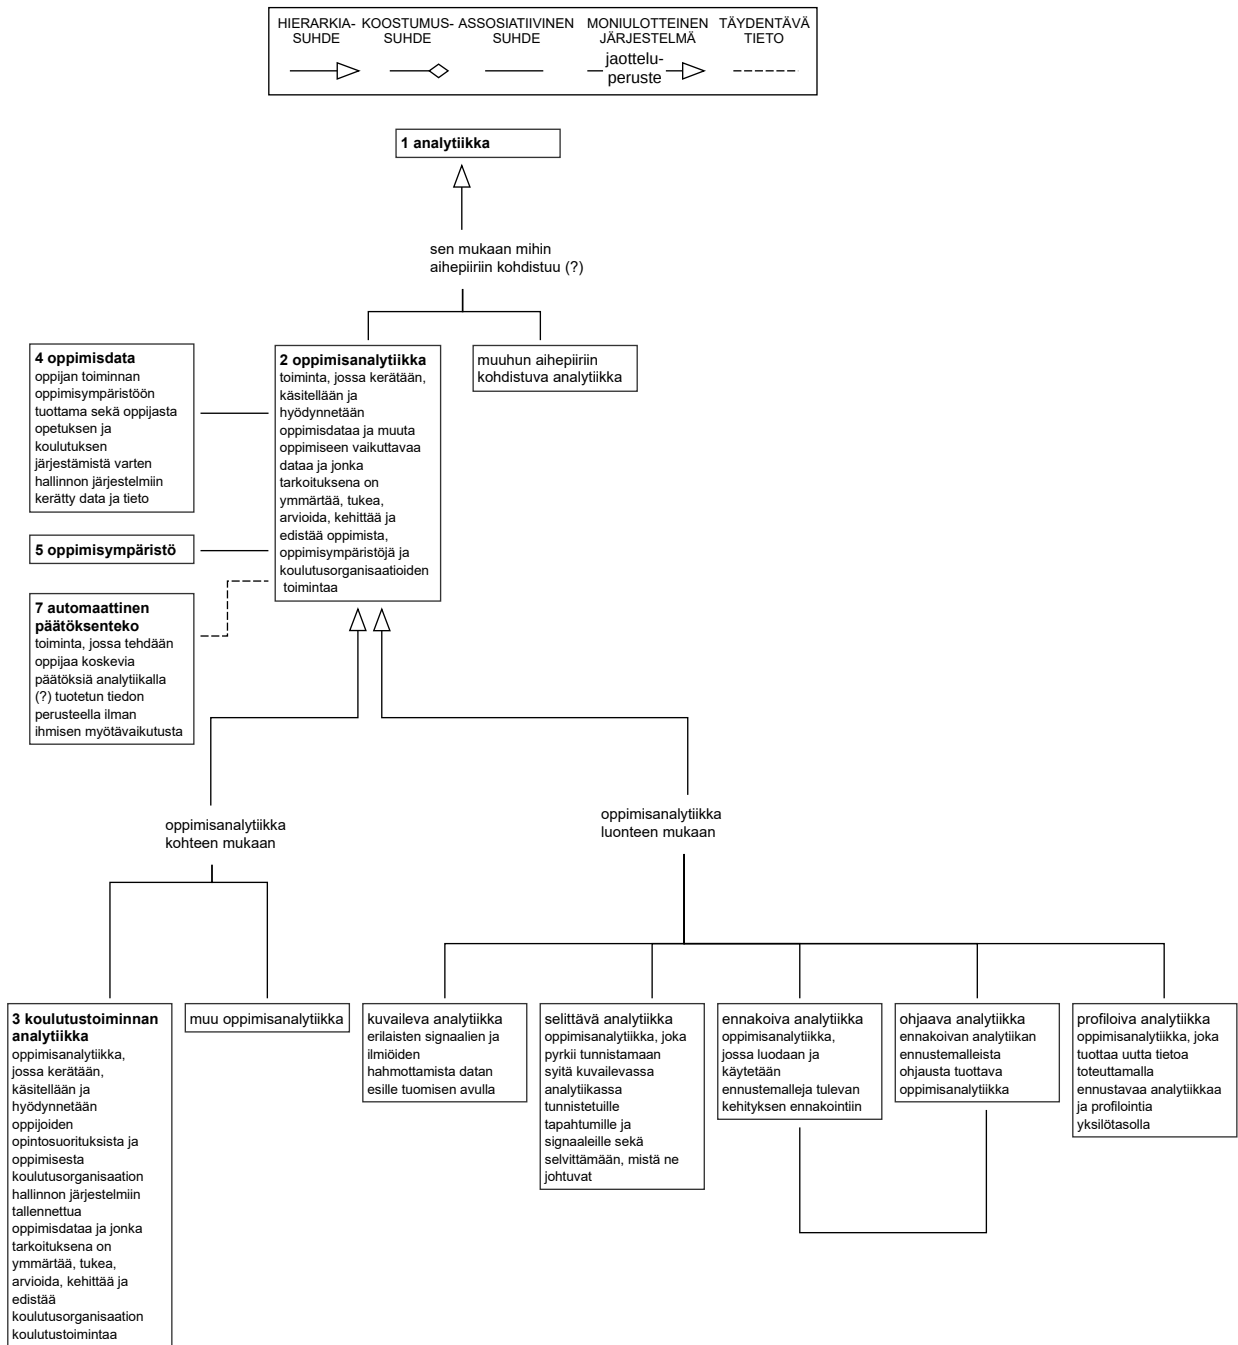 HIERARKIA-
SUHDE
KOOSTUMUS-
SUHDE
ASSOSIATIIVINEN
SUHDE
MONIULOTTEINEN
JÄRJESTELMÄ
TÄYDENTÄVÄ
TIETO
jaottelu-
peruste
1 analytiikka
sen mukaan mihin
aihepiiriin kohdistuu (?)
4 oppimisdata
oppijan toiminnan
oppimisympäristöön
tuottama sekä oppijasta
opetuksen ja
koulutuksen
järjestämistä varten
hallinnon järjestelmiin
kerätty data ja tieto
2 oppimisanalytiikka
toiminta, jossa kerätään,
käsitellään ja
hyödynnetään
oppimisdataa ja muuta
oppimiseen vaikuttavaa
dataa ja jonka
tarkoituksena on
ymmärtää, tukea,
arvioida, kehittää ja
edistää oppimista,
oppimisympäristöjä ja
koulutusorganisaatioiden
toimintaa
muuhun aihepiiriin
kohdistuva analytiikka
5 oppimisympäristö
7 automaattinen
päätöksenteko
toiminta, jossa tehdään
oppijaa koskevia
päätöksiä analytiikalla
(?) tuotetun tiedon
perusteella ilman
ihmisen myötävaikutusta
oppimisanalytiikka
kohteen mukaan
oppimisanalytiikka
luonteen mukaan
3 koulutustoiminnan
analytiikka
oppimisanalytiikka,
jossa kerätään,
käsitellään ja
hyödynnetään
oppijoiden
opintosuorituksista ja
oppimisesta
koulutusorganisaation
hallinnon järjestelmiin
tallennettua
oppimisdataa ja jonka
tarkoituksena on
ymmärtää, tukea,
arvioida, kehittää ja
edistää
koulutusorganisaation
koulutustoimintaa
muu oppimisanalytiikka
kuvaileva analytiikka
erilaisten signaalien ja
ilmiöiden
hahmottamista datan
esille tuomisen avulla
selittävä analytiikka
oppimisanalytiikka, joka
pyrkii tunnistamaan
syitä kuvailevassa
analytiikassa
tunnistetuille
tapahtumille ja
signaaleille sekä
selvittämään, mistä ne
johtuvat
ennakoiva analytiikka
oppimisanalytiikka,
jossa luodaan ja
käytetään
ennustemalleja tulevan
kehityksen ennakointiin
ohjaava analytiikka
ennakoivan analytiikan
ennustemalleista
ohjausta tuottava
oppimisanalytiikka
profiloiva analytiikka
oppimisanalytiikka, joka
tuottaa uutta tietoa
toteuttamalla
ennustavaa analytiikkaa
ja profilointia
yksilötasolla